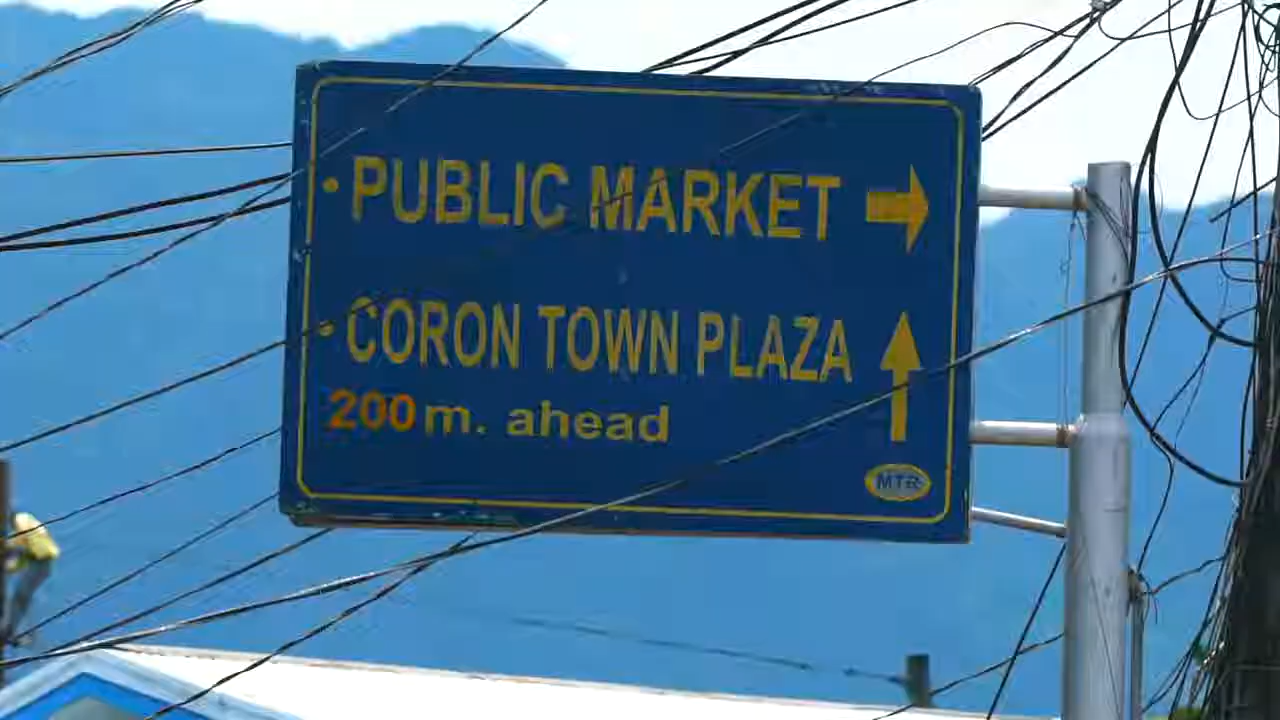 • PUBLIC MARKET →
• CORON TOWN PLAZA ↑
200 m. ahead
MTR